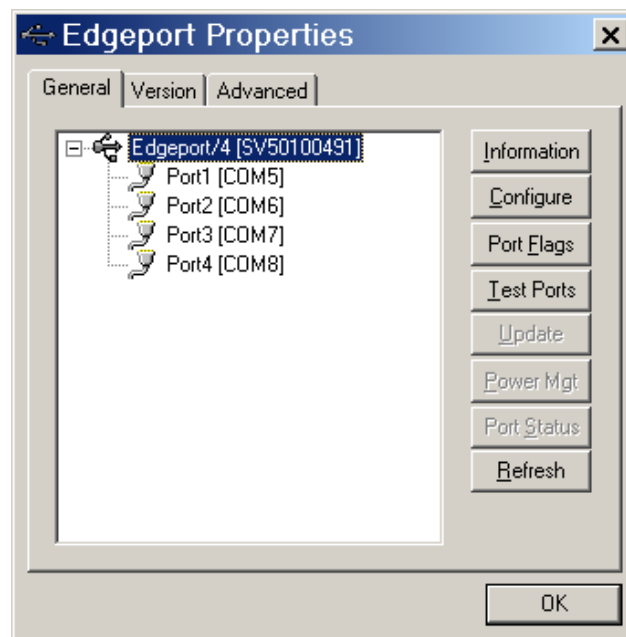 Edgeport Properties
General Version Advanced
Edgeport/4 [SV50100491]
Port1 [COM5]
Port2 [COM6]
Port3 [COM7]
Port4 [COM8]
Information
Configure
Port Flags
Test Ports
Update
Power Mgt
Port Status
Refresh
OK